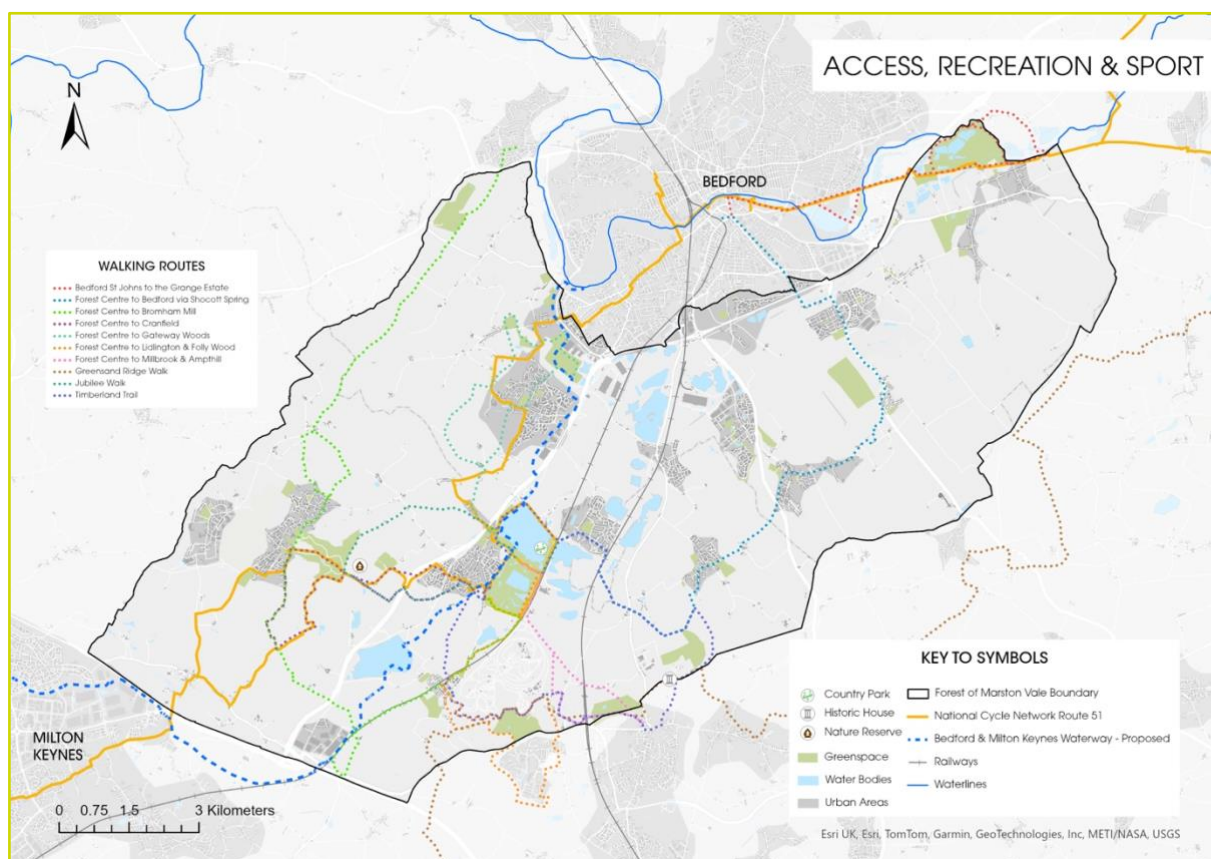 ACCESS, RECREATION & SPORT
N
BEDFORD
WALKING ROUTES
Bedford St Johns to the Grange Estate
Forest Centre to Bedford via Shocott Spring
Forest Centre to Bromham Mill
Forest Centre to Cranfield
Forest Centre to Gateway Woods
Forest Centre to Lidlington & Folly Wood
Forest Centre to Millbrook & Ampthill
Greensand Ridge Walk
Jubilee Walk
Timberland Trail
MILTON
KEYNES
0 0.75 1.5 3 Kilometers
KEY TO SYMBOLS
Country Park
Historic House
Nature Reserve
Greenspace
Water Bodies
Urban Areas
Forest of Marston Vale Boundary
National Cycle Network Route 51
Bedford & Milton Keynes Waterway - Proposed
Railways
Waterlines
Esri UK, Esri, TomTom, Garmin, GeoTechnologies, Inc, METI/NASA, USGS